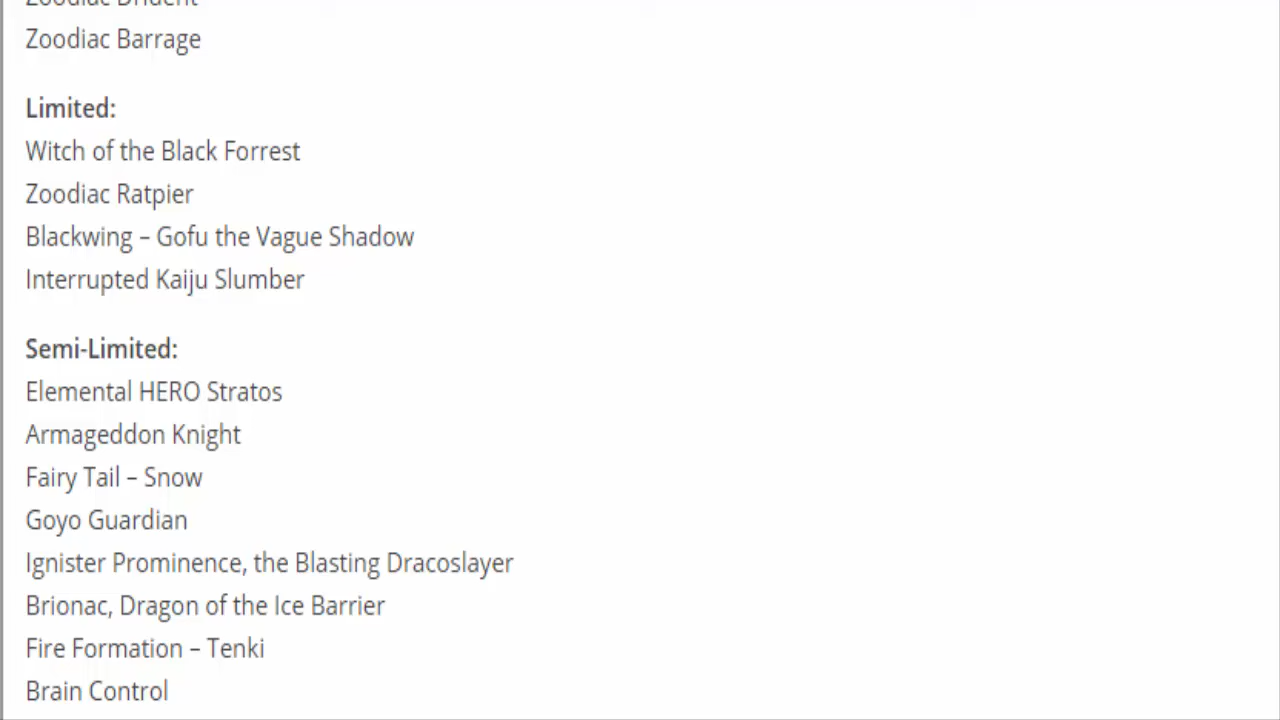 Zoodiac Drident
Zoodiac Barrage
Limited:
Witch of the Black Forrest
Zoodiac Ratpier
Blackwing – Gofu the Vague Shadow
Interrupted Kaiju Slumber
Semi-Limited:
Elemental HERO Stratos
Armageddon Knight
Fairy Tail – Snow
Goyo Guardian
Ignister Prominence, the Blasting Dracoslayer
Brionac, Dragon of the Ice Barrier
Fire Formation – Tenki
Brain Control